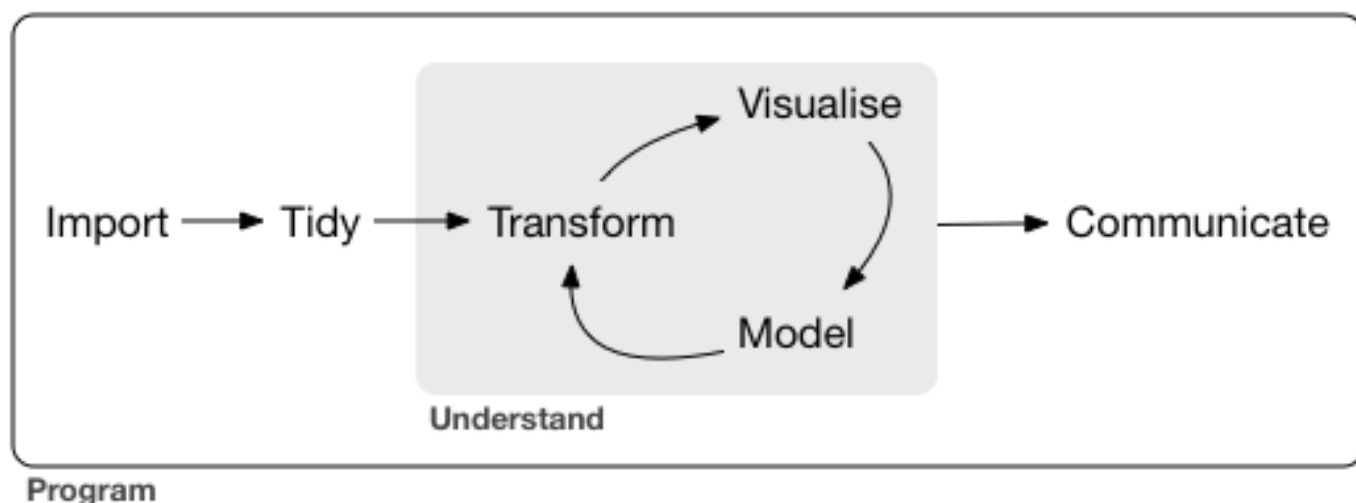 Visualise
Import
Tidy
Transform
Communicate
Model
Understand
Program